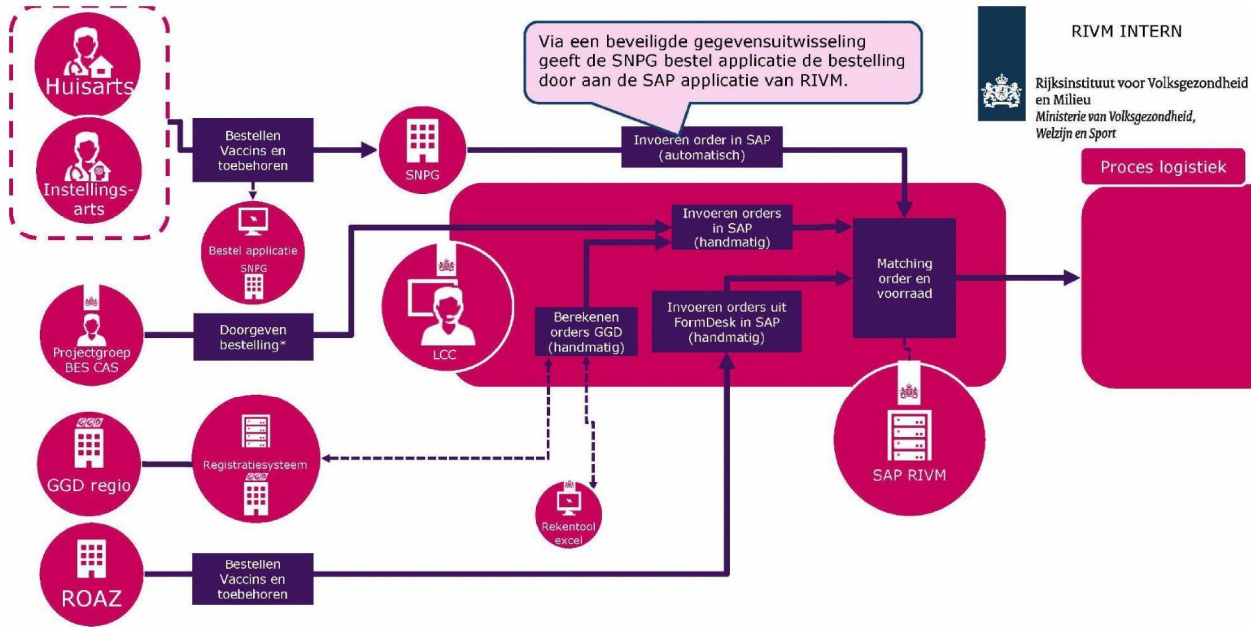 Via een beveiligde gegevensuitwisseling
geeft de SNPG bestel applicatie de bestelling
door aan de SAP applicatie van RIVM.
RIVM INTERN
Rijksinstituut voor Volksgezondheid
en Milieu
Ministerie van Volksgezondheid,
Welzijn en Sport
Huisarts
Instellings-
arts
Bestellen
Vaccins en
toebehoren
SNPG
Invoeren order in SAP
(automatisch)
Proces logistiek
Bestel applicatie
SNPG
Invoeren orders
in SAP
(handmatig)
Matching
order en
voorraad
Projectgroep
BES CAS
Doorgeven
bestelling*
LCC
Berekenen
orders GGD
(handmatig)
Invoeren orders uit
FormDesk in SAP
(handmatig)
GGD
GGD regio
Registratiesysteem
GGD
SAP RIVM
Rekentool
excel
ROAZ
Bestellen
Vaccins en
toebehoren